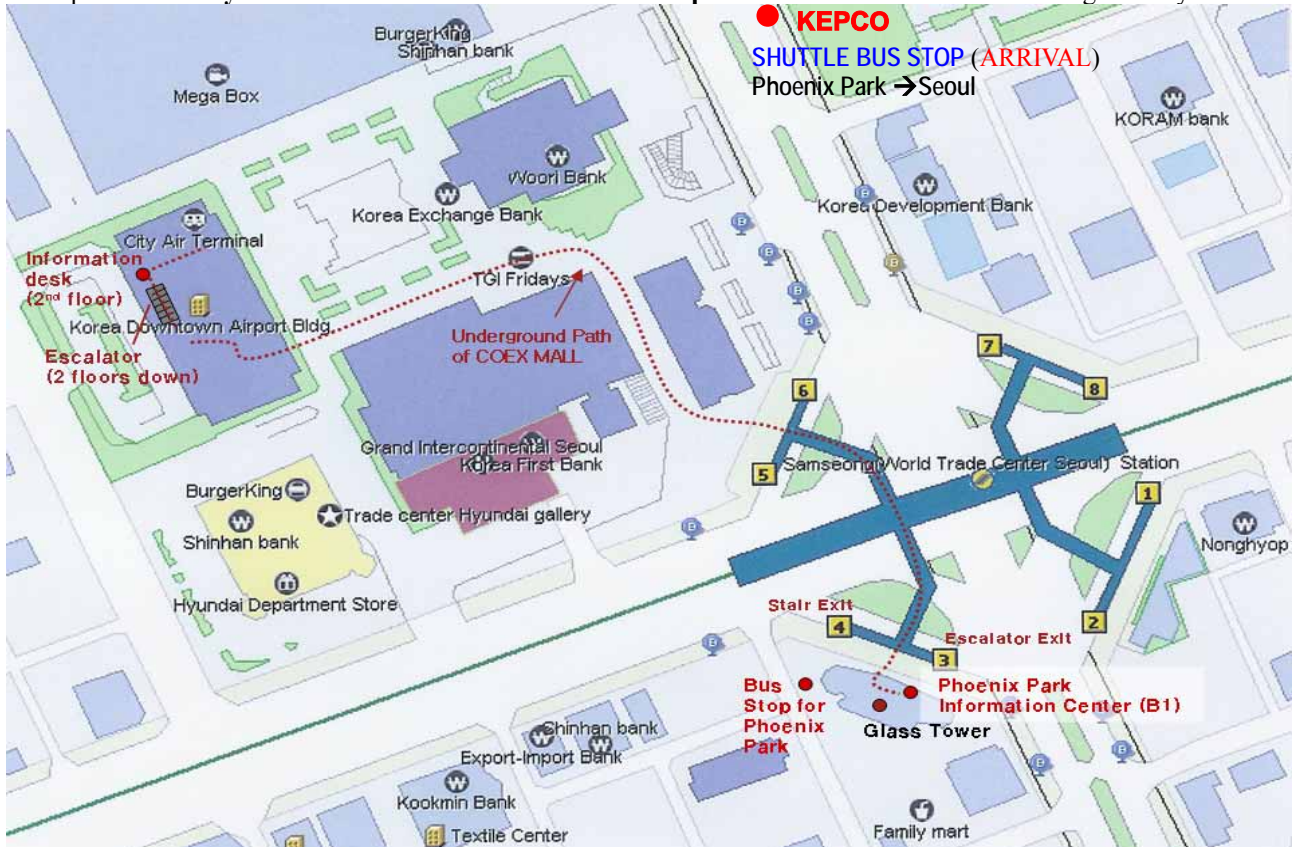 KEPCO
SHUTTLE BUS STOP (ARRIVAL)
Phoenix Park → Seoul
BurgerKing
Shinhan bank
Mega Box
KORAM bank
Woori Bank
Korea Exchange Bank
Korea Development Bank
City Air Terminal
Information
desk
(2nd floor)
TGI Fridays
Korea Downtown Airport Bldg.
Escalator
(2 floors down)
Underground Path
of COEX MALL
7
8
6
5
Grand Intercontinental Seoul
Korea First Bank
Samseong(World Trade Center Seoul) Station
1
BurgerKing
Trade center Hyundai gallery
Shinhan bank
Nonghyop
Hyundai Department Store
Stair Exit
4
2
Escalator Exit
3
Bus
Stop for
Phoenix
Park
Phoenix Park
Information Center (B1)
Glass Tower
Shinhan bank
Export-Import Bank
Kookmin Bank
Textile Center
Family mart